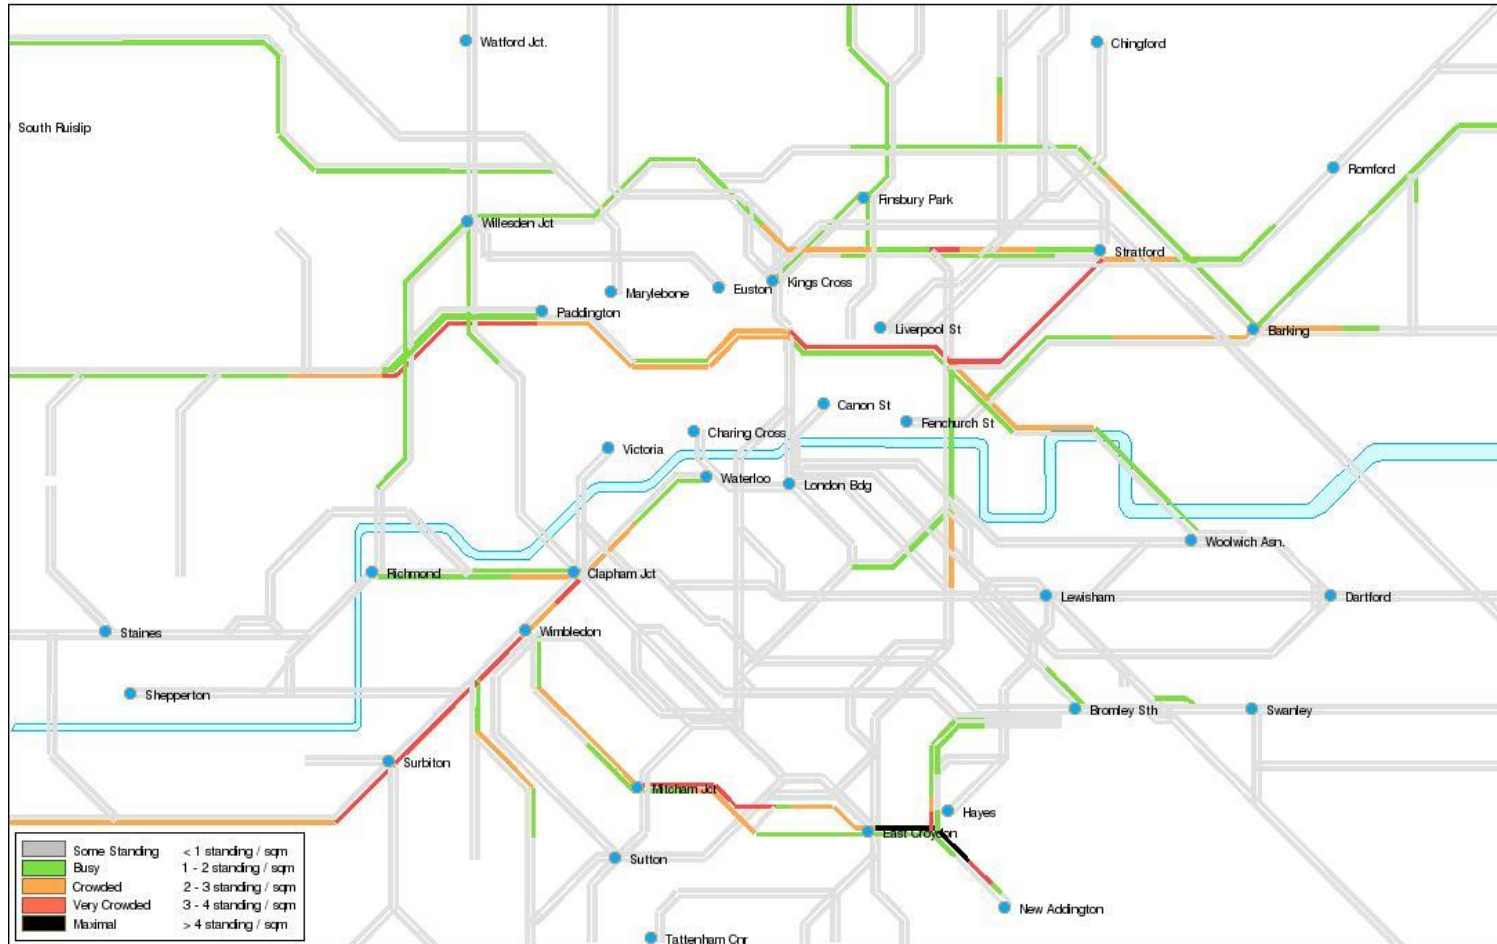 Watford Jct.
Chingford
South Ruislip
Romford
Finsbury Park
Willesden Jct
Stratford
Kings Cross
Euston
Marylebone
Paddington
Liverpool St
Barking
Canon St
Fenchurch St
Charing Cross
Victoria
Waterloo
London Bdg
Woolwich Asn.
Richmond
Clapham Jct
Lewisham
Dartford
Staines
Wimbledon
Shepperton
Bromley Sth
Swanley
Surbiton
Mitcham Jct
Hayes
East Croydon
Sutton
New Addington
Tattenham Cnr
Some Standing < 1 standing / sqm
Busy 1 - 2 standing / sqm
Crowded 2 - 3 standing / sqm
Very Crowded 3 - 4 standing / sqm
Maximal > 4 standing / sqm